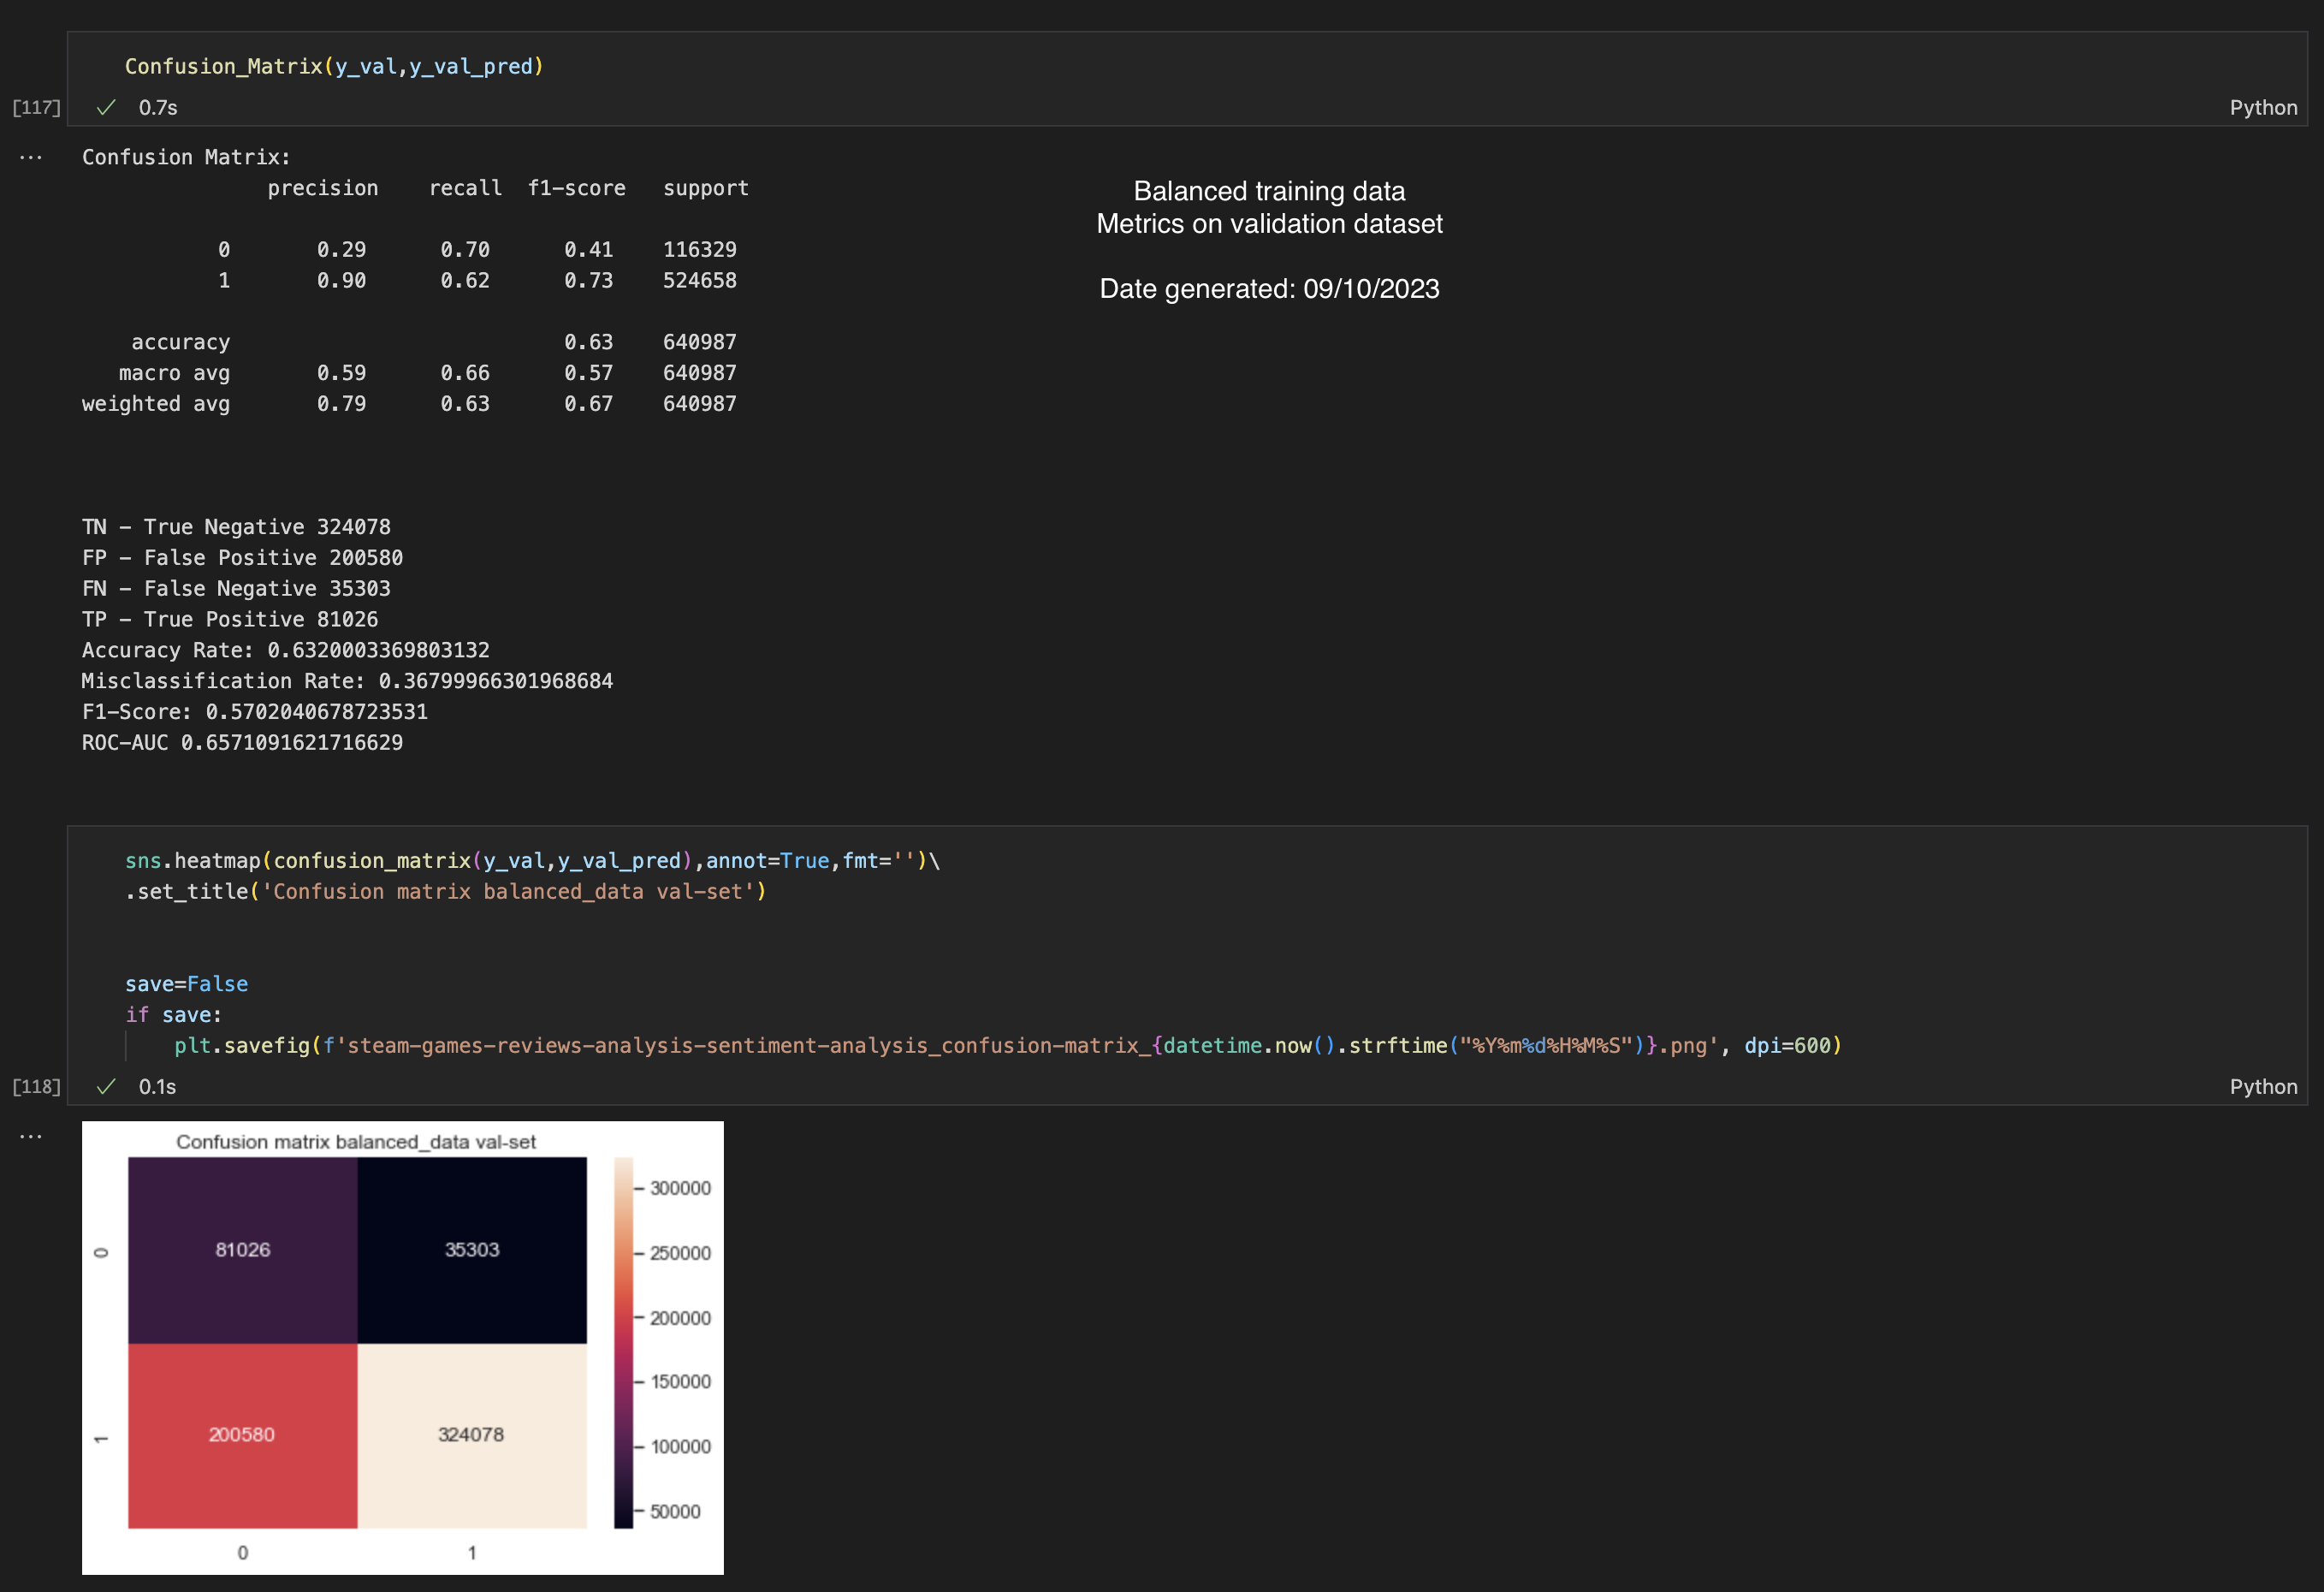 Confusion_Matrix(y_val,y_val_pred)
[117] ✓ 0.7s Python
... Confusion Matrix:
precision recall f1-score support
0 0.29 0.70 0.41 116329
1 0.90 0.62 0.73 524658
accuracy 0.63 640987
macro avg 0.59 0.66 0.57 640987
weighted avg 0.79 0.63 0.67 640987
Balanced training data
Metrics on validation dataset
Date generated: 09/10/2023
TN - True Negative 324078
FP - False Positive 200580
FN - False Negative 35303
TP - True Positive 81026
Accuracy Rate: 0.6320003369803132
Misclassification Rate: 0.36799966301968684
F1-Score: 0.5702040678723531
ROC-AUC 0.6571091621716629
sns.heatmap(confusion_matrix(y_val,y_val_pred),annot=True,fmt='')\
.set_title('Confusion matrix balanced_data val-set')
save=False
if save:
    plt.savefig(f'steam-games-reviews-analysis-sentiment-analysis_confusion-matrix_{datetime.now().strftime("%Y%m%d%H%M%S")}.png', dpi=600)
[118] ✓ 0.1s Python
...
Confusion matrix balanced_data val-set
0
81026
35303
1
200580
324078
0
1
300000
250000
200000
150000
100000
50000